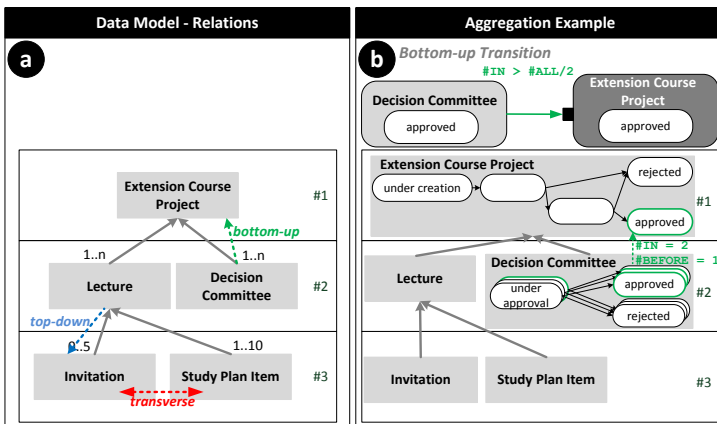 Data Model - Relations
a
Extension Course
Project
#1
bottom-up
1..n
1..n
Lecture
Decision
Committee
#2
top-down
0..5
1..10
Invitation
Study Plan Item
#3
transverse
Aggregation Example
b
Bottom-up Transition
#IN > #ALL/2
Decision Committee
approved
Extension Course
Project
approved
Extension Course Project
under creation
rejected
#1
approved
#IN = 2
#BEFORE = 1
Decision Committee
Lecture
under
approval
approved
#2
rejected
Invitation
Study Plan Item
#3